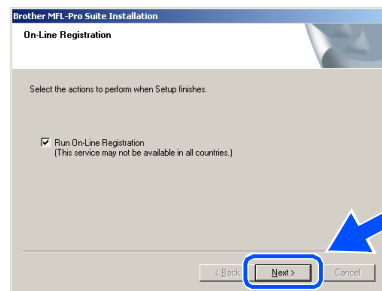 Brother MFL-Pro Suite Installation
On-Line Registration
Select the actions to perform when Setup finishes.
Run On-Line Registration
(This service may not be available in all countries.)
< Back
Next >
Cancel